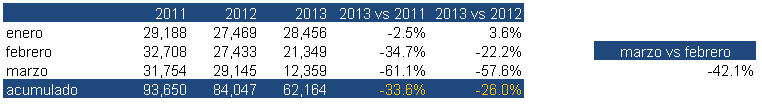 2011 2012 2013 2013 vs 2011 2013 vs 2012
enero 29,188 27,469 28,456 -2.5% 3.6%
febrero 32,708 27,433 21,349 -34.7% -22.2%
marzo 31,754 29,145 12,359 -61.1% -57.6%
acumulado 93,650 84,047 62,164 -33.6% -26.0%
marzo vs febrero
-42.1%